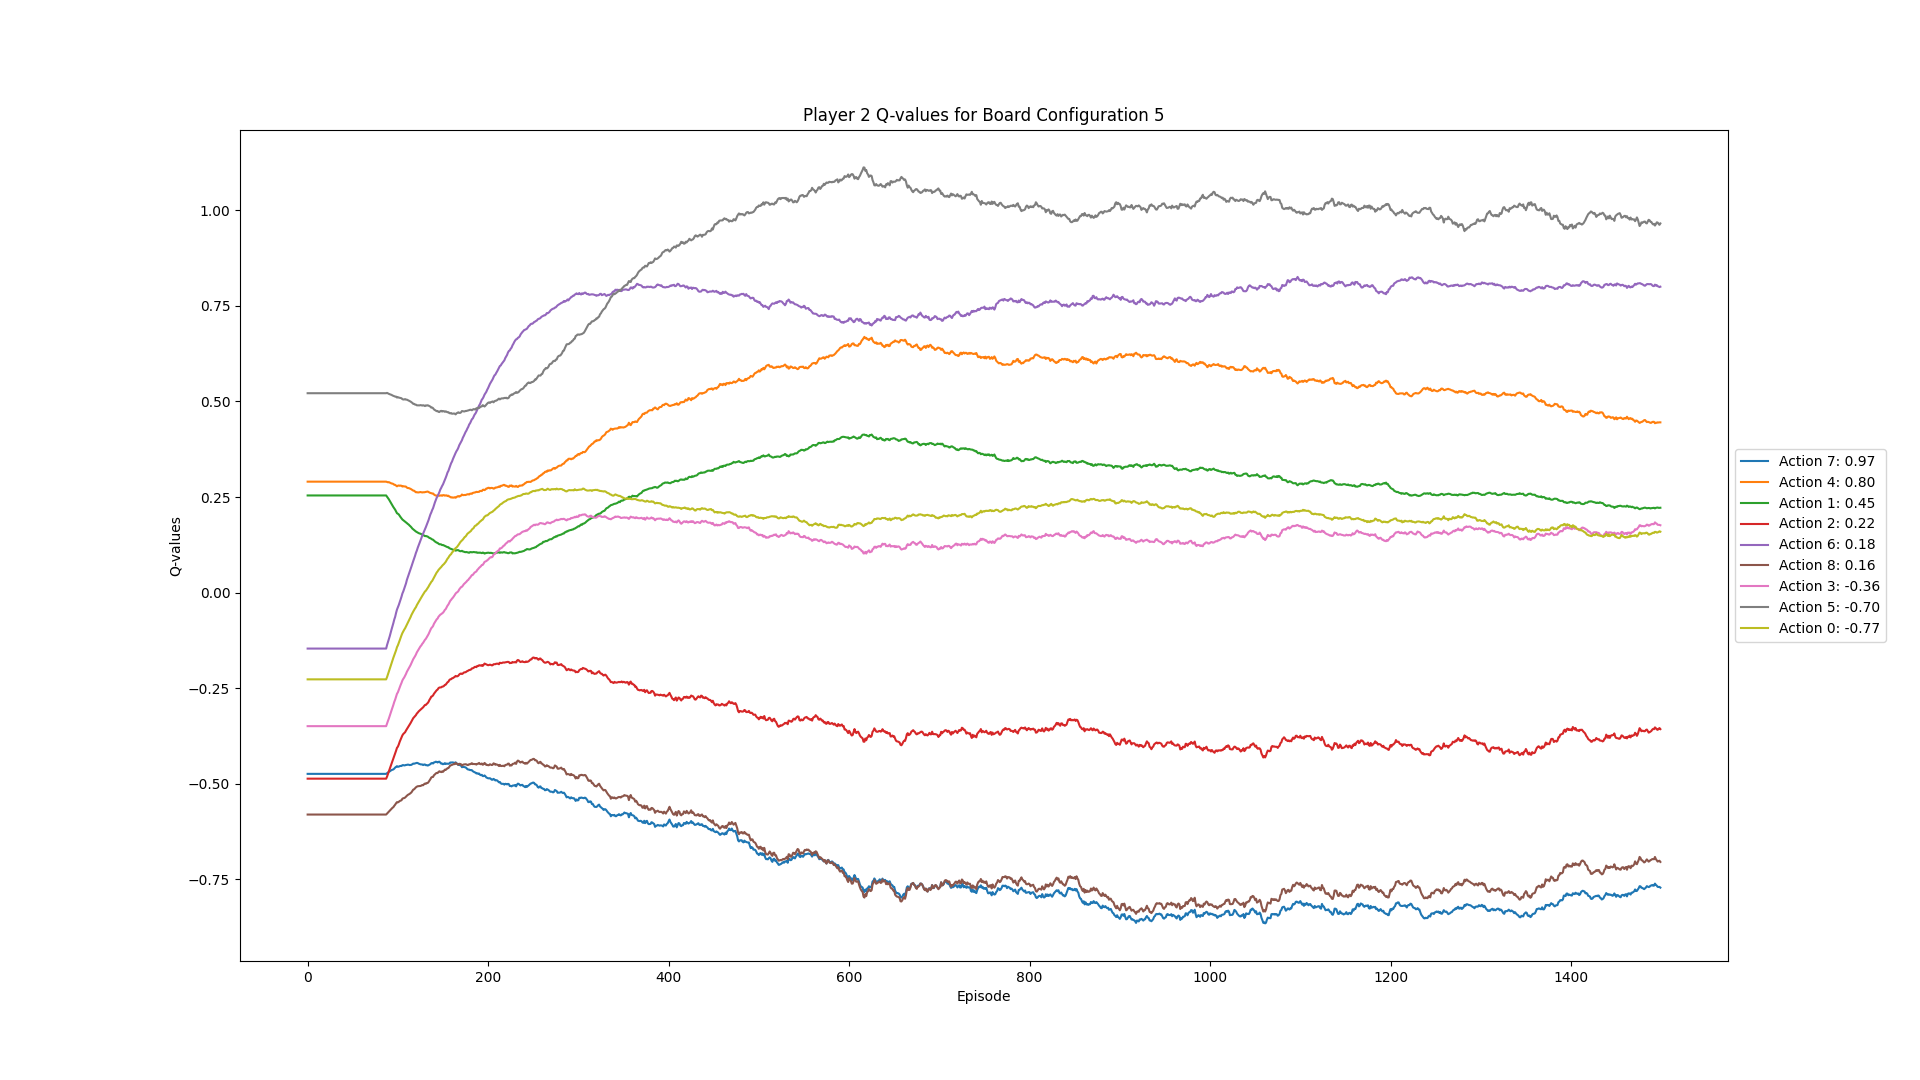 Player 2 Q-values for Board Configuration 5
Q-values
1.00
0.75
0.50
0.25
0.00
−0.25
−0.50
−0.75
0 200 400 600 800 1000 1200 1400
Episode
Action 7: 0.97
Action 4: 0.80
Action 1: 0.45
Action 2: 0.22
Action 6: 0.18
Action 8: 0.16
Action 3: -0.36
Action 5: -0.70
Action 0: -0.77